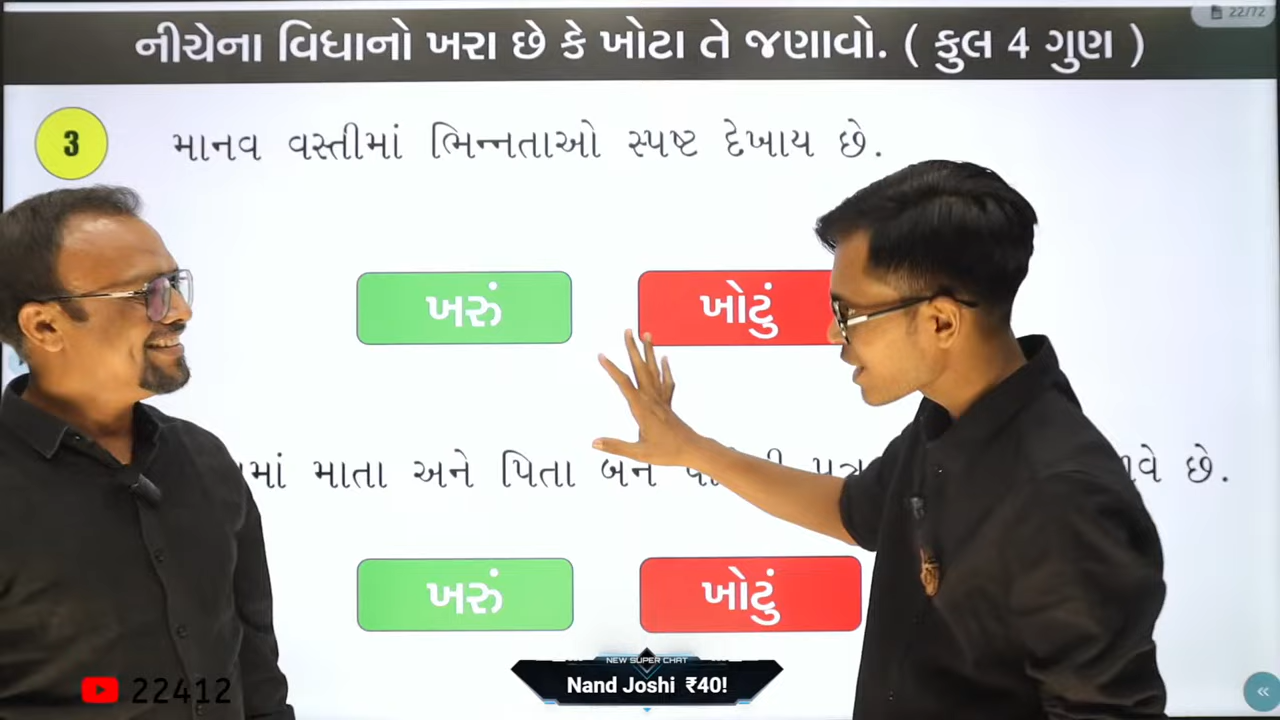 22/72
નીચેના વિધાનો ખરા છે કે ખોટા તે જણાવો. ( કુલ 4 ગુણ )
3 માનવ વસ્તીમાં ભિન્નતાઓ સ્પષ્ટ દેખાય છે.
ખરું ખોટું
માતા અને પિતા છે.
ખરું ખોટું
NEW SUPER CHAT
Nand Joshi ₹40!
22412